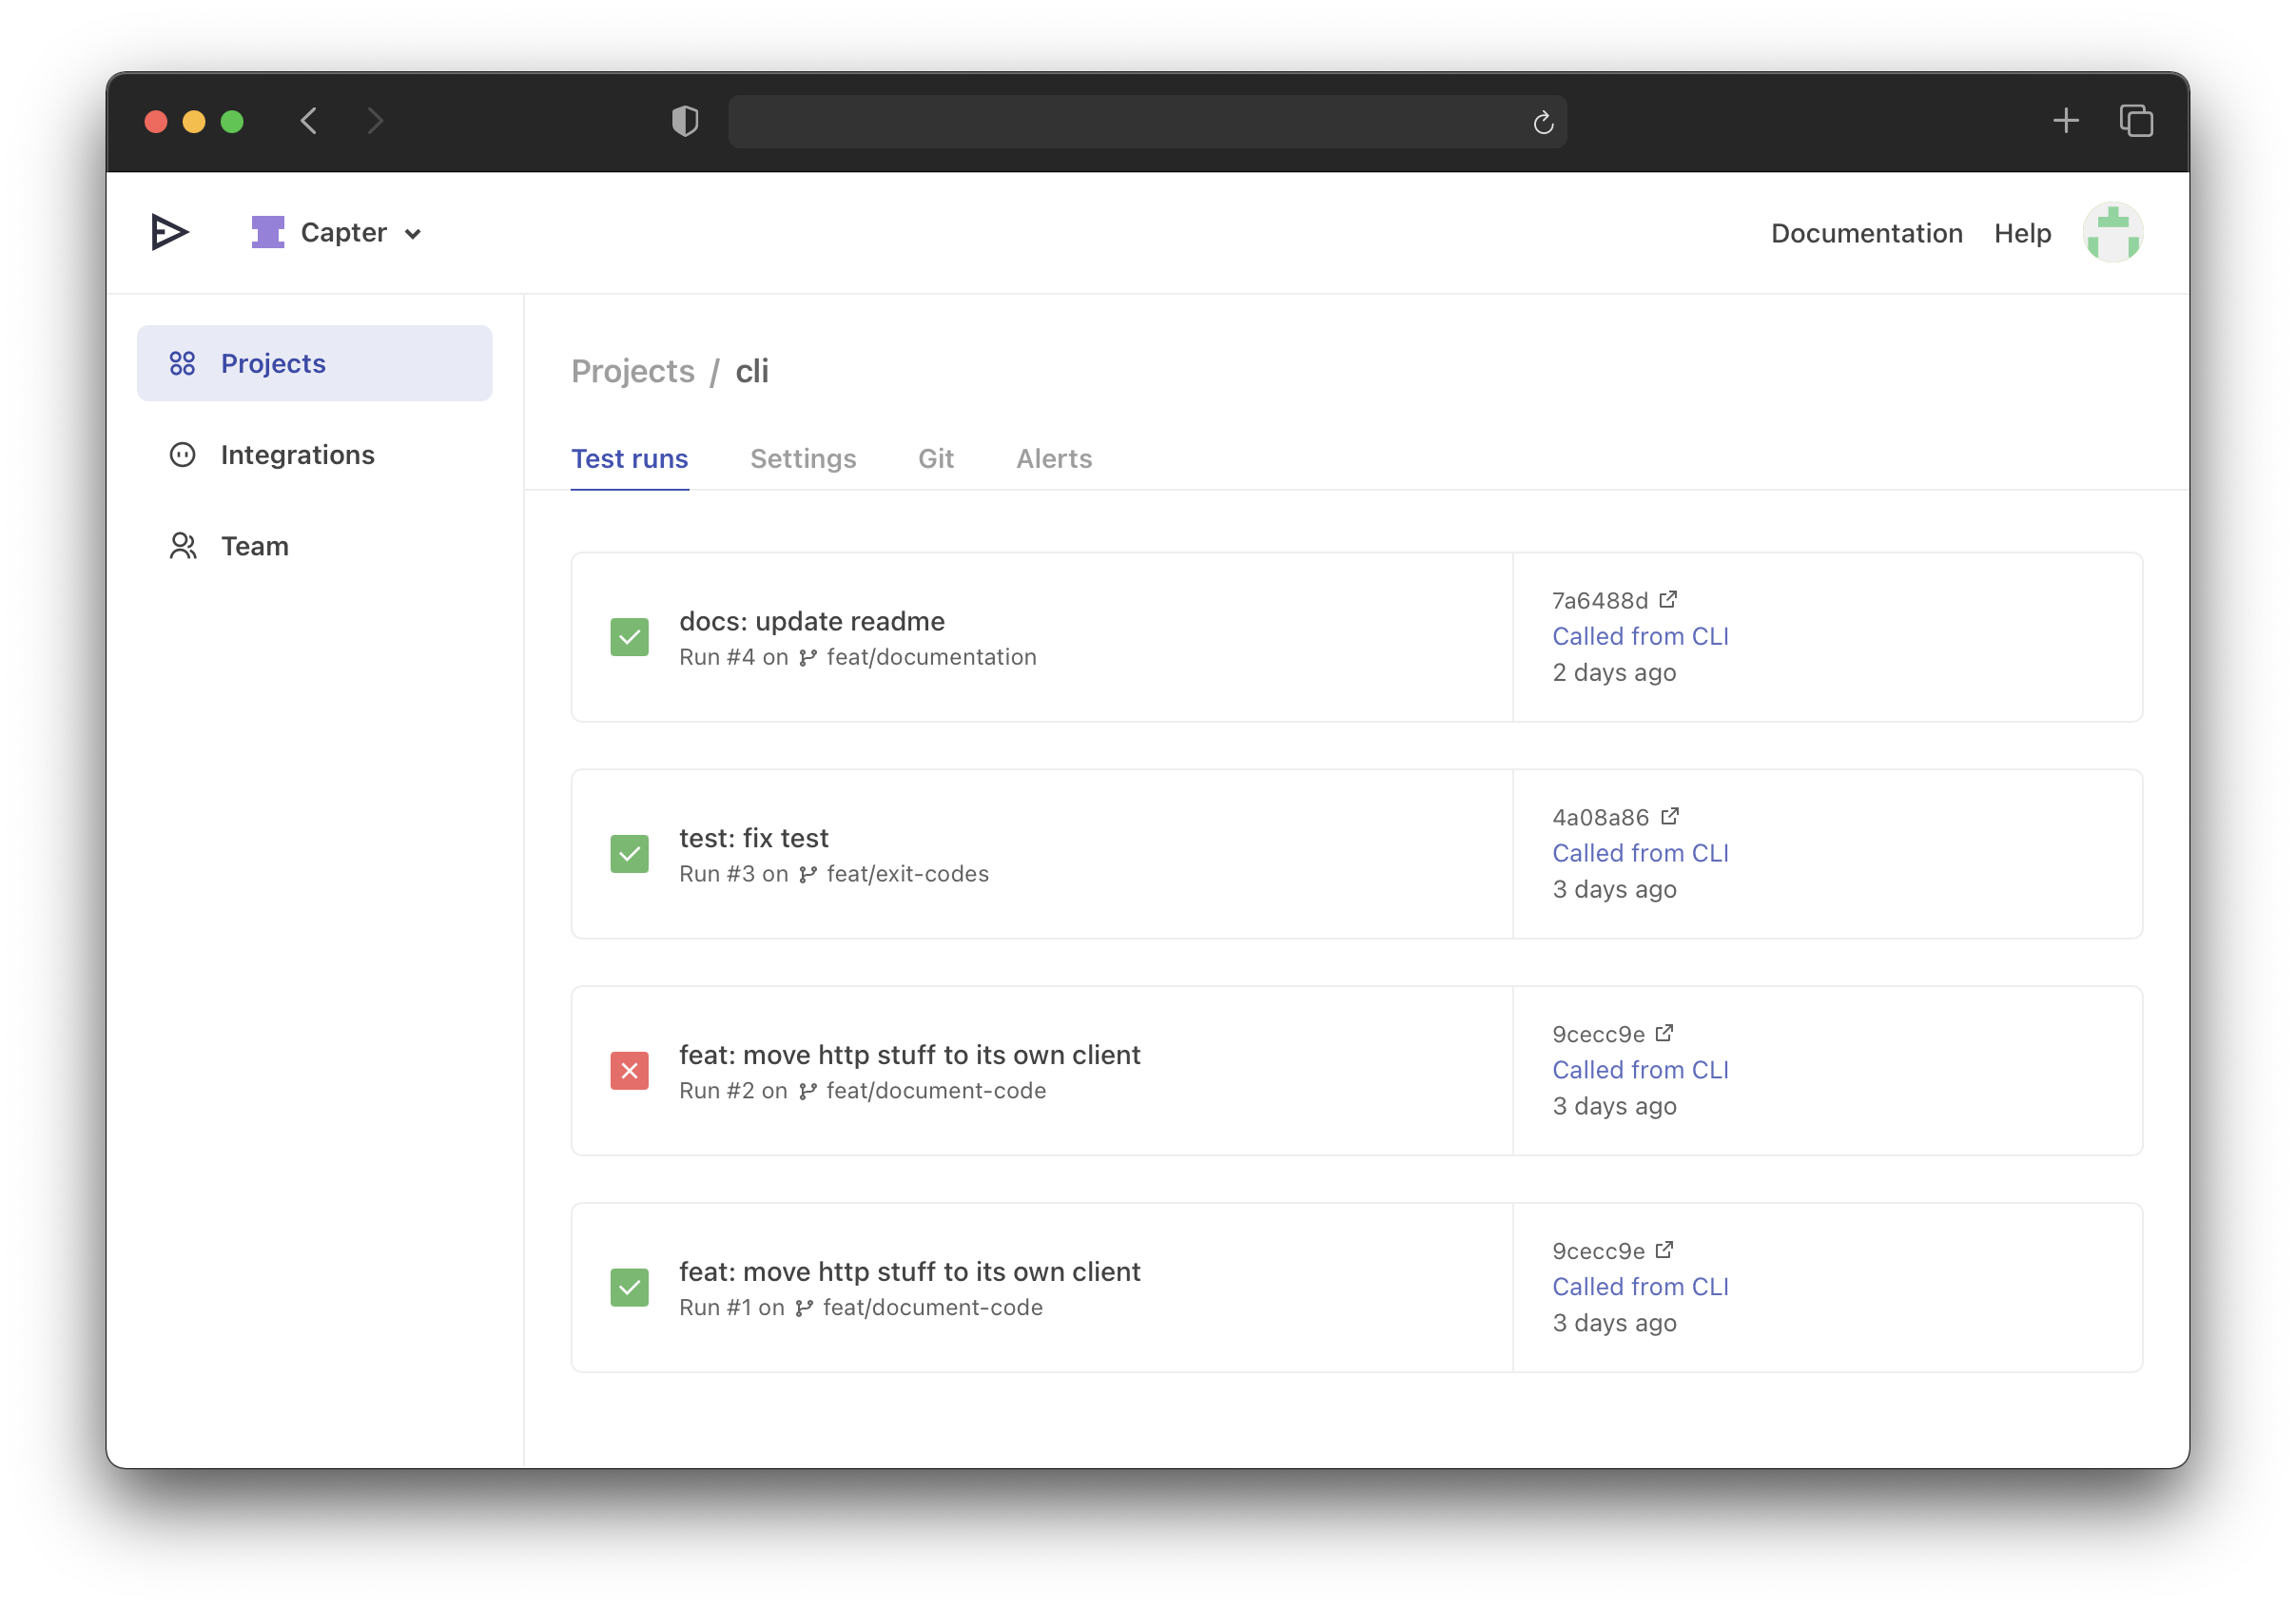 Capter
Documentation Help
Projects
Integrations
Team
Projects / cli
Test runs Settings Git Alerts
docs: update readme
Run #4 on feat/documentation
7a6488d
Called from CLI
2 days ago
test: fix test
Run #3 on feat/exit-codes
4a08a86
Called from CLI
3 days ago
feat: move http stuff to its own client
Run #2 on feat/document-code
9cecc9e
Called from CLI
3 days ago
feat: move http stuff to its own client
Run #1 on feat/document-code
9cecc9e
Called from CLI
3 days ago